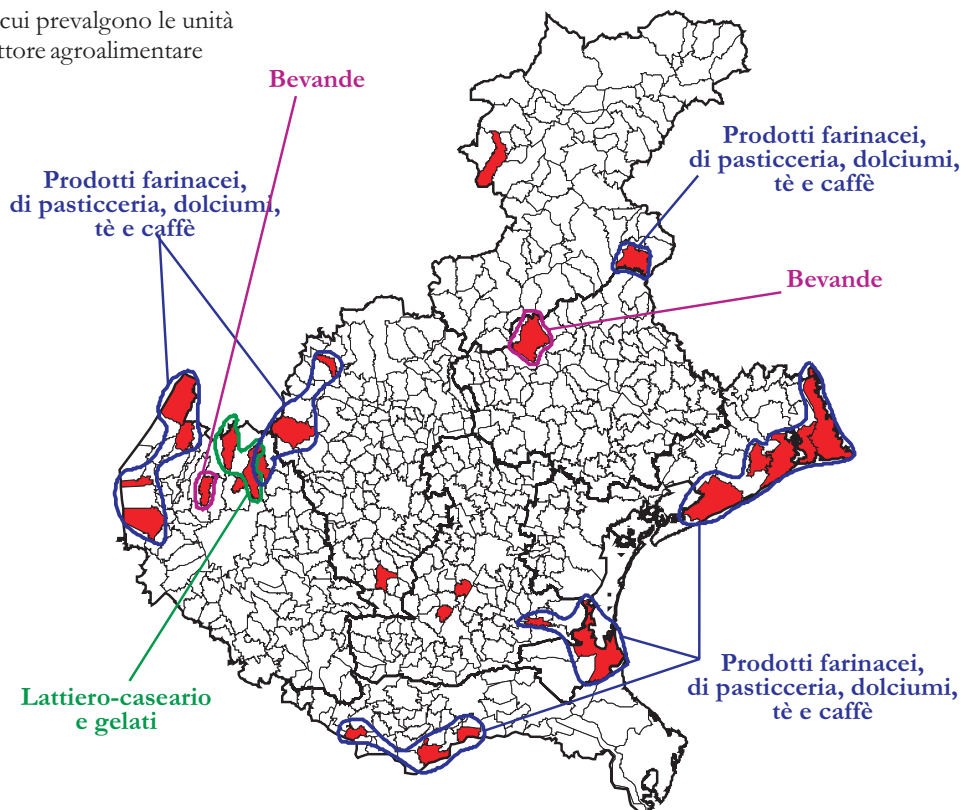 cui prevalgono le unità
ttore agroalimentare
Bevande
Prodotti farinacei,
di pasticceria, dolciumi,
tè e caffè
Prodotti farinacei,
di pasticceria, dolciumi,
tè e caffè
Bevande
Lattiero-caseario
e gelati
Prodotti farinacei,
di pasticceria, dolciumi,
tè e caffè